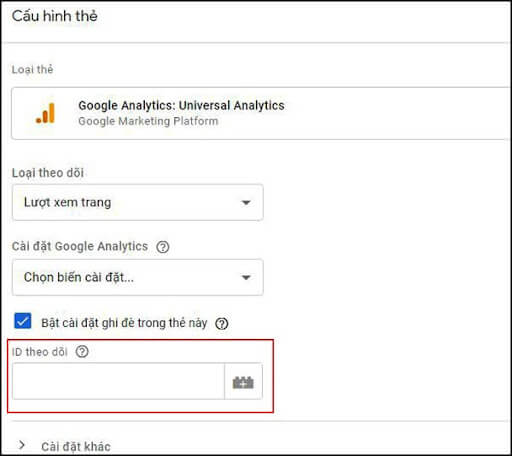 Cấu hình thẻ
Loại thẻ
Google Analytics: Universal Analytics
Google Marketing Platform
Loại theo dõi
Lượt xem trang
Cài đặt Google Analytics
Chọn biến cài đặt...
Bật cài đặt ghi đè trong thẻ này
ID theo dõi
Cài đặt khác